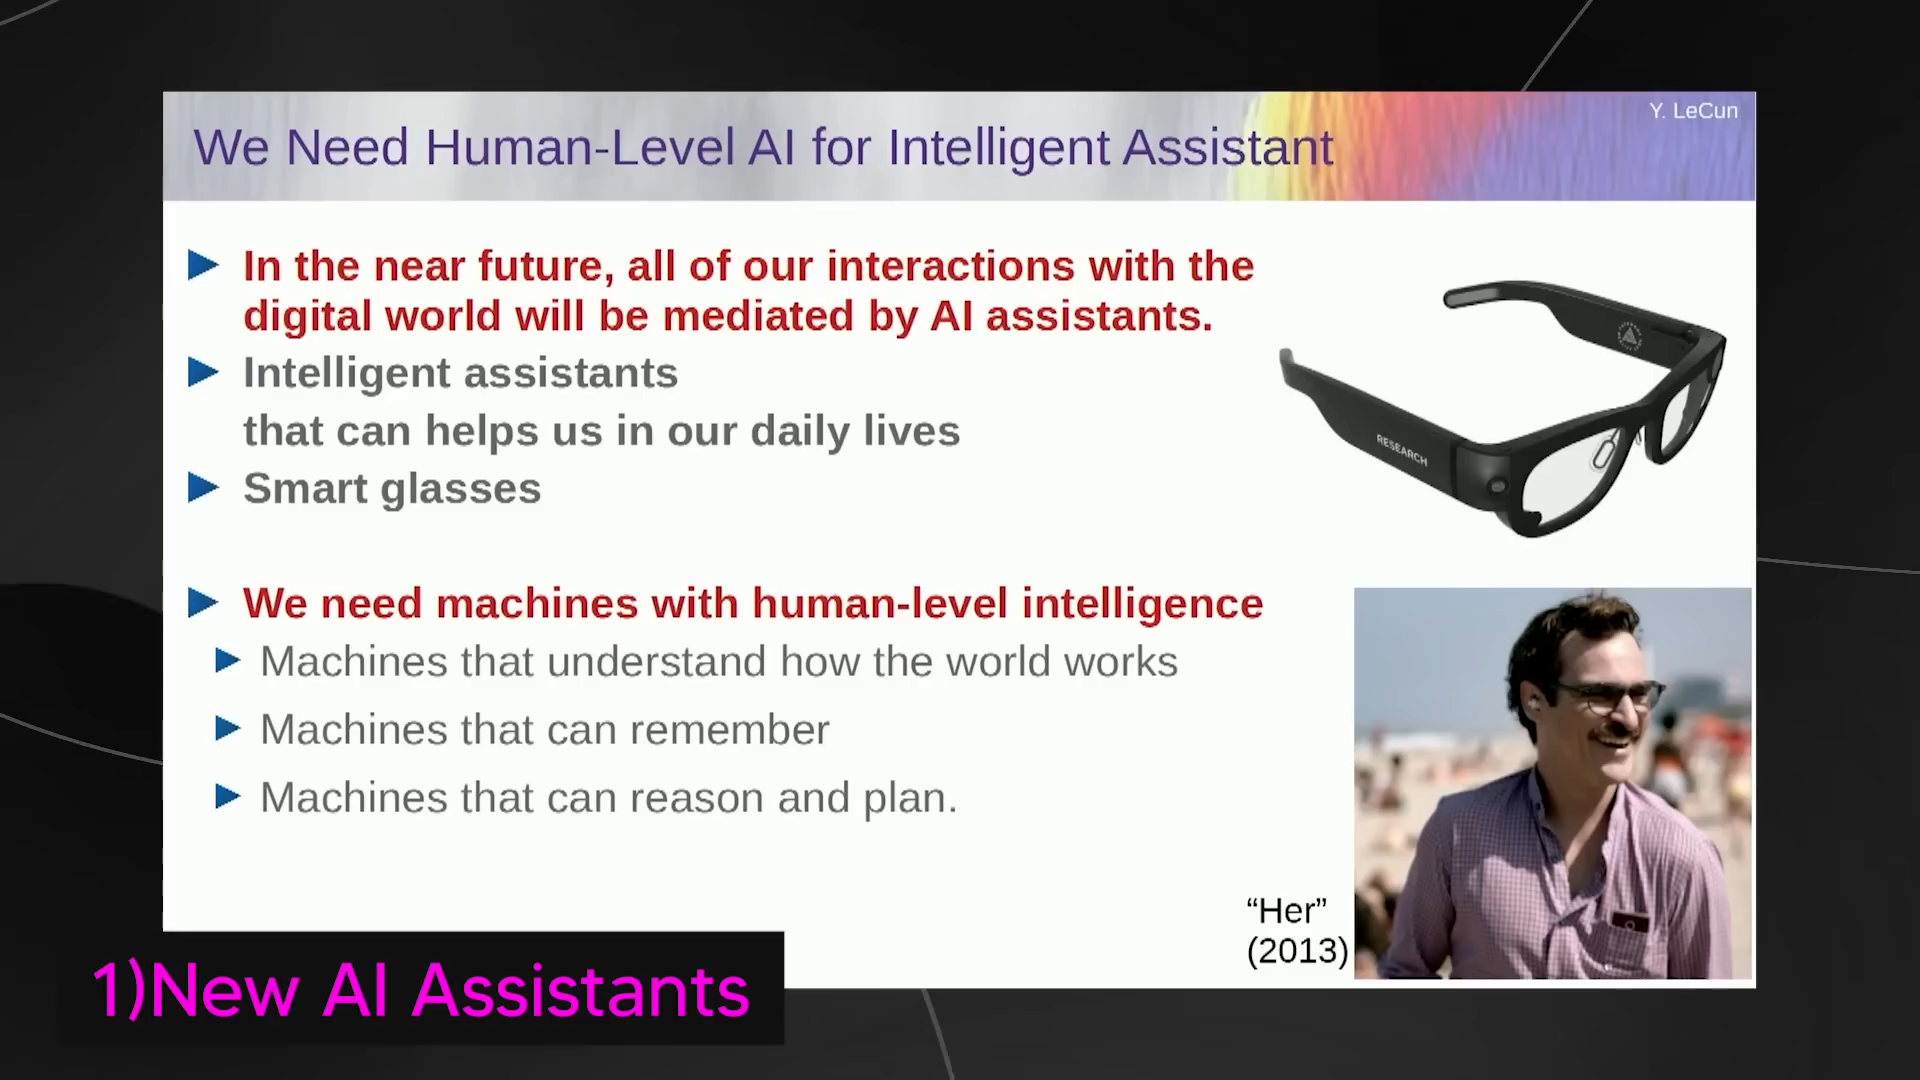 Y. LeCun
We Need Human-Level AI for Intelligent Assistant
In the near future, all of our interactions with the
digital world will be mediated by AI assistants.
Intelligent assistants
that can helps us in our daily lives
Smart glasses
RESEARCH
We need machines with human-level intelligence
Machines that understand how the world works
Machines that can remember
Machines that can reason and plan.
“Her”
(2013)
1)New AI Assistants